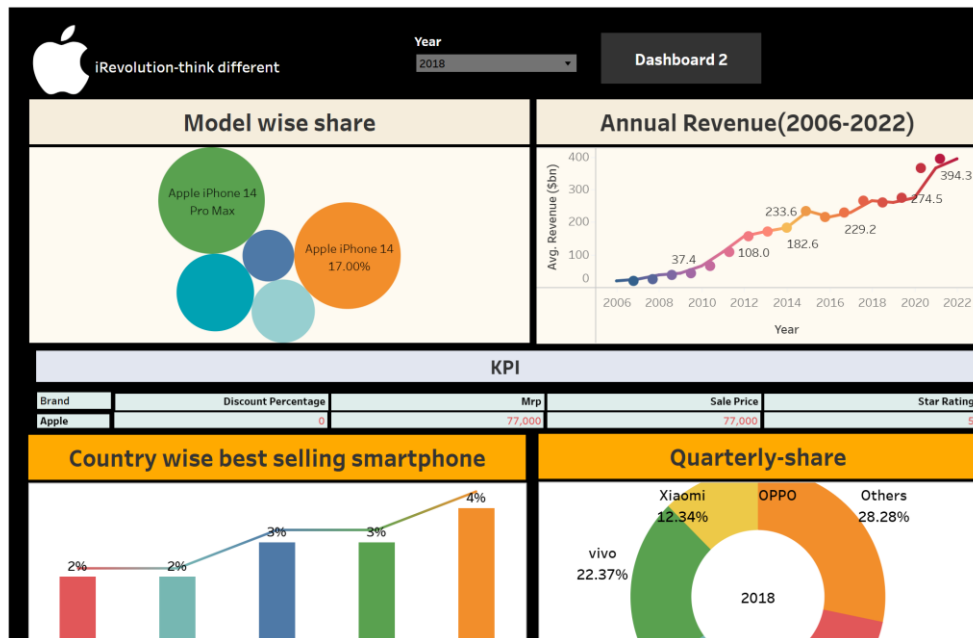 Year
iRevolution-think different
2018
Dashboard 2
Model wise share
Apple iPhone 14
Pro Max
Apple iPhone 14
17.00%
Annual Revenue(2006-2022)
Avg. Revenue ($bn)
400
300
200
100
0
37.4
108.0
233.6
182.6
229.2
274.5
394.3
2006
2008
2010
2012
2014
2016
2018
2020
2022
Year
KPI
Brand Discount Percentage Mrp Sale Price Star Rating
Apple 0 77,000 77,000 5
Country wise best selling smartphone
2%
2%
3%
3%
4%
Quarterly-share
Xiaomi
12.34%
OPPO
Others
28.28%
vivo
22.37%
2018